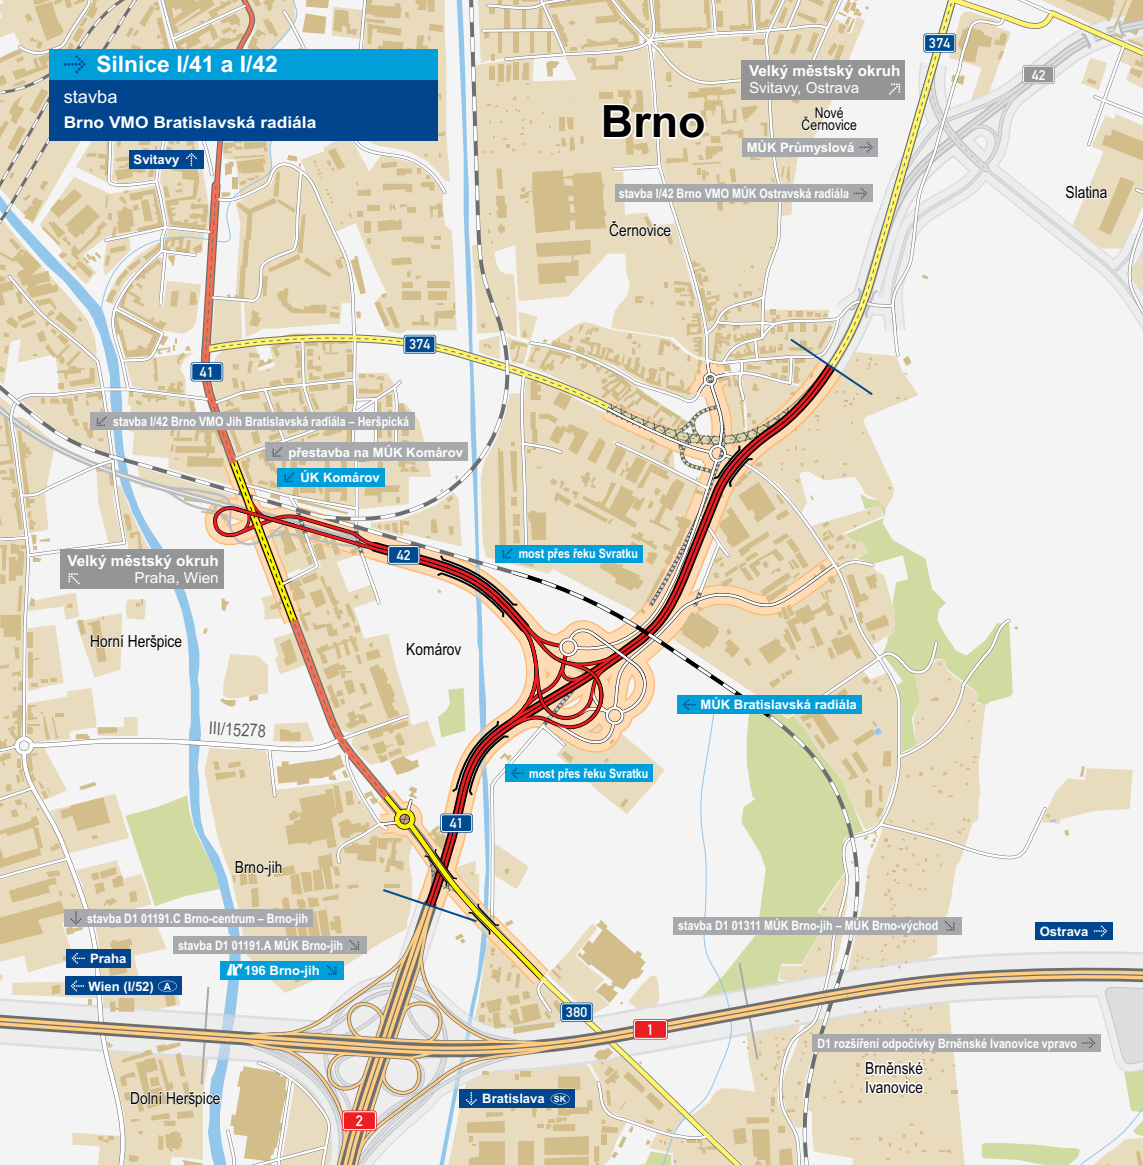 Silnice I/41 a I/42
stavba
Brno VMO Bratislavská radiála
Svitavy
374
42
Velký městský okruh
Svitavy, Ostrava
Brno
Nové
Černovice
MÚK Průmyslová
stavba I/42 Brno VMO MÚK Ostravská radiála
Slatina
Černovice
374
41
stavba I/42 Brno VMO Jih Bratislavská radiála – Heršpická
přestavba na MÚK Komárov
ÚK Komárov
42
most přes řeku Svratku
Velký městský okruh
Praha, Wien
Horní Heršpice
Komárov
MÚK Bratislavská radiála
III/15278
most přes řeku Svratku
41
Brno-jih
stavba D1 01191.C Brno-centrum – Brno-jih
stavba D1 01311 MÚK Brno-jih – MÚK Brno-východ
Ostrava
stavba D1 01191.A MÚK Brno-jih
Praha
196 Brno-jih
Wien (I/52) A
380
1
D1 rozšíření odpočívky Brněnské Ivanovice vpravo
Brněnské
Ivanovice
Dolní Heršpice
Bratislava SK
2